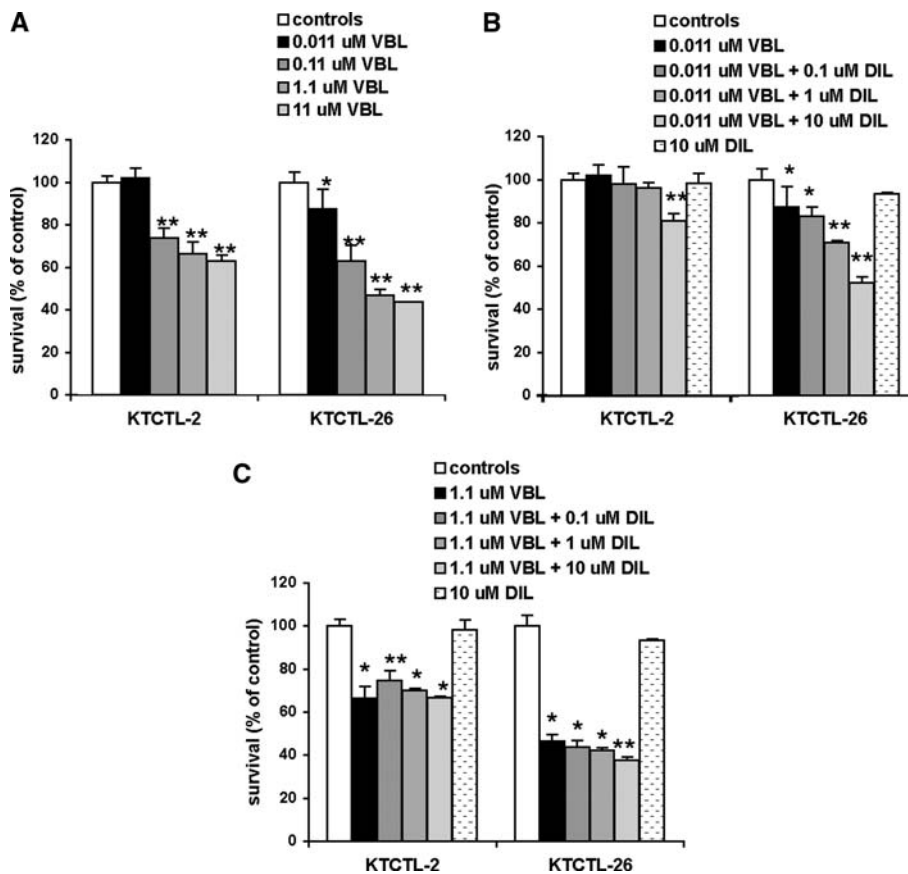 A
controls
0.011 uM VBL
0.11 uM VBL
1.1 uM VBL
11 uM VBL
survival (% of control)
120
100
80
60
40
20
0
**
**
**
*
**
**
**
KTCTL-2
KTCTL-26
B
controls
0.011 uM VBL
0.011 uM VBL + 0.1 uM DIL
0.011 uM VBL + 1 uM DIL
0.011 uM VBL + 10 uM DIL
10 uM DIL
survival (% of control)
120
100
80
60
40
20
0
**
*
*
**
**
KTCTL-2
KTCTL-26
C
controls
1.1 uM VBL
1.1 uM VBL + 0.1 uM DIL
1.1 uM VBL + 1 uM DIL
1.1 uM VBL + 10 uM DIL
10 uM DIL
survival (% of control)
120
100
80
60
40
20
0
*
**
*
*
*
*
*
**
KTCTL-2
KTCTL-26